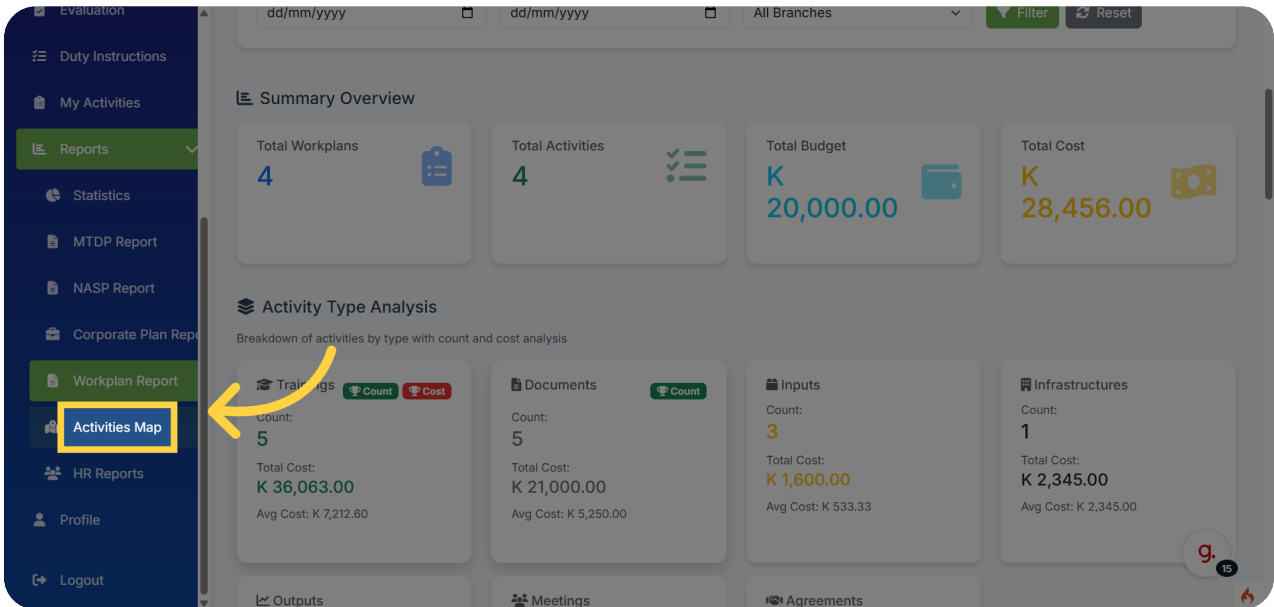 Evaluation
Duty Instructions
My Activities
Reports
Statistics
MTDP Report
NASP Report
Corporate Plan Repo
Workplan Report
Activities Map
HR Reports
Profile
Logout
dd/mm/yyyy
dd/mm/yyyy
All Branches
Filter
Reset
Summary Overview
Total Workplans
4
Total Activities
4
Total Budget
K
20,000.00
Total Cost
K
28,456.00
Activity Type Analysis
Breakdown of activities by type with count and cost analysis
Trainings
Count
Cost
Count:
5
Total Cost:
K 36,063.00
Avg Cost: K 7,212.60
Documents
Count
Count:
5
Total Cost:
K 21,000.00
Avg Cost: K 5,250.00
Inputs
Count:
3
Total Cost:
K 1,600.00
Avg Cost: K 533.33
Infrastructures
Count:
1
Total Cost:
K 2,345.00
Avg Cost: K 2,345.00
Outputs
Meetings
Agreements
g.
15